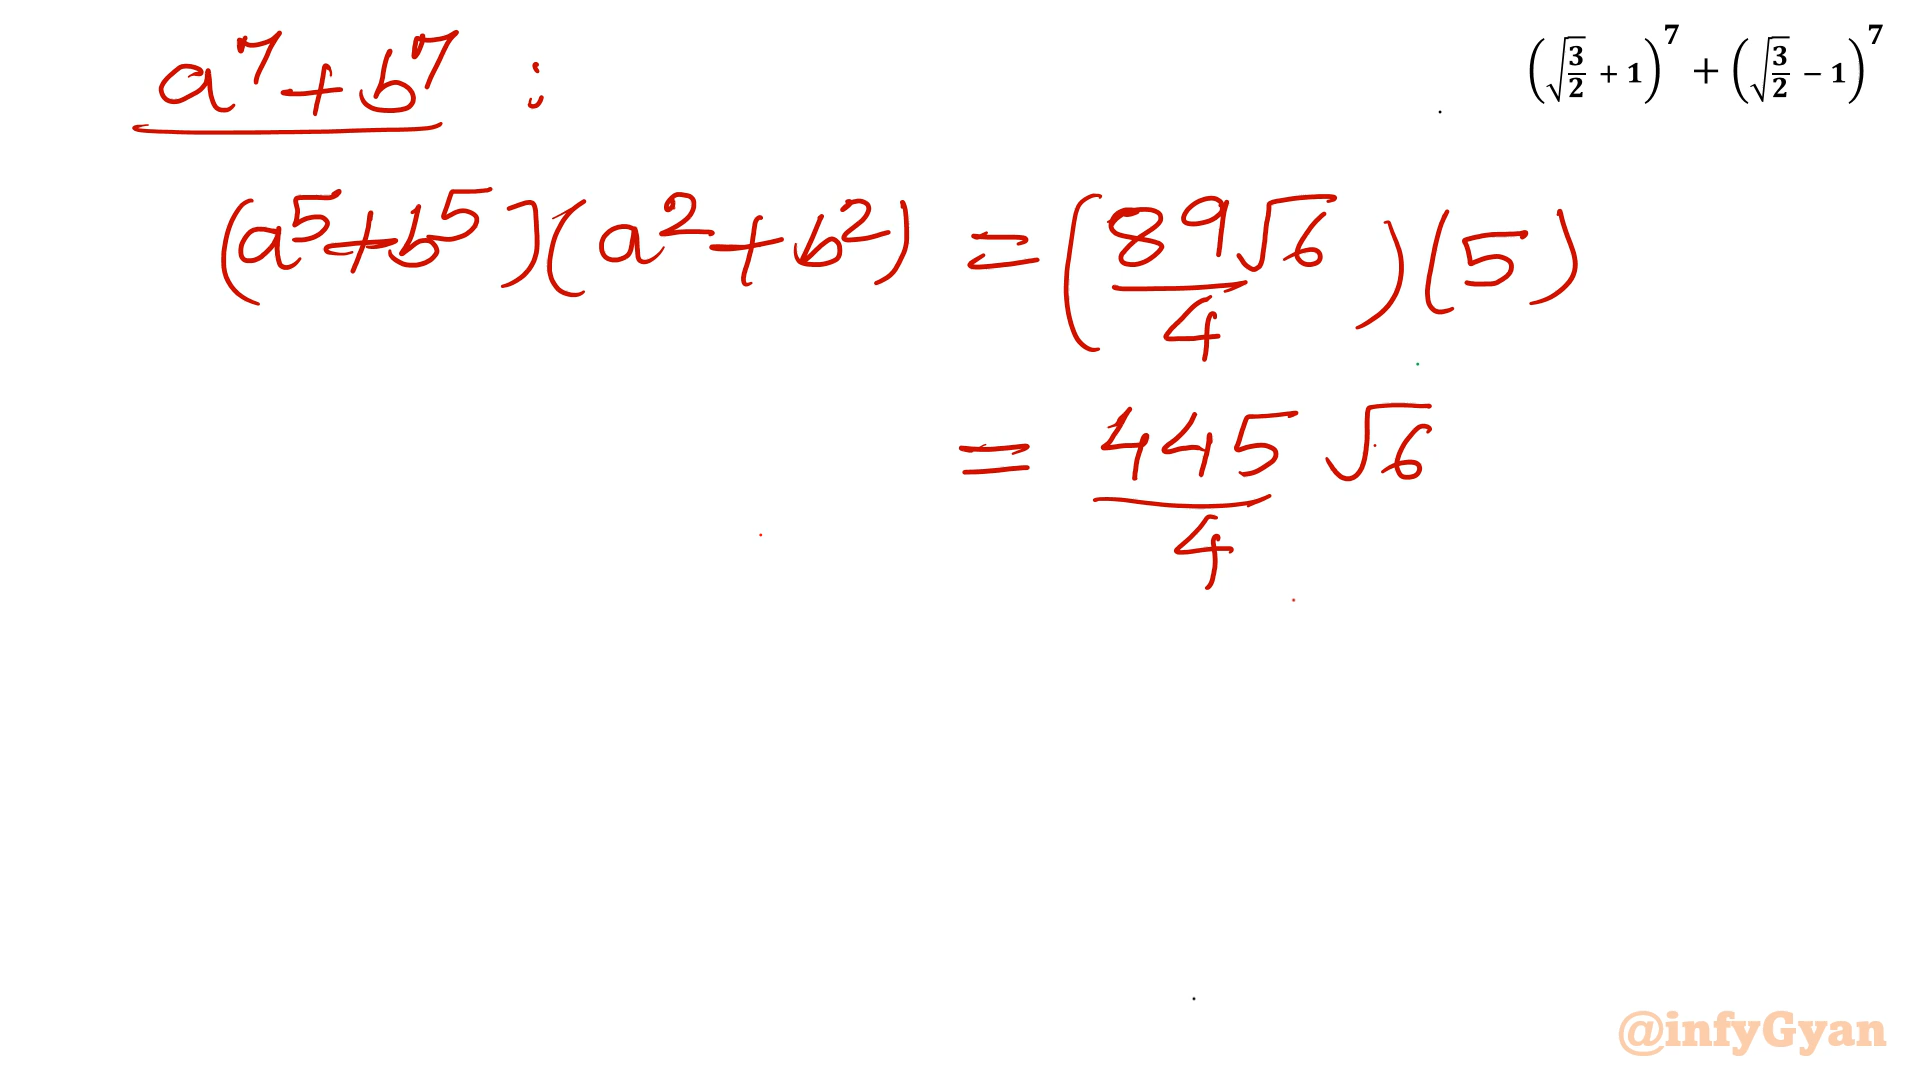 a⁷+b⁷ :
(√(3/2) + 1)⁷ + (√(3/2) − 1)⁷
(a⁵+b⁵)(a²+b²) = (89√6/4)(5)
= 445/4 √6
@infyGyan